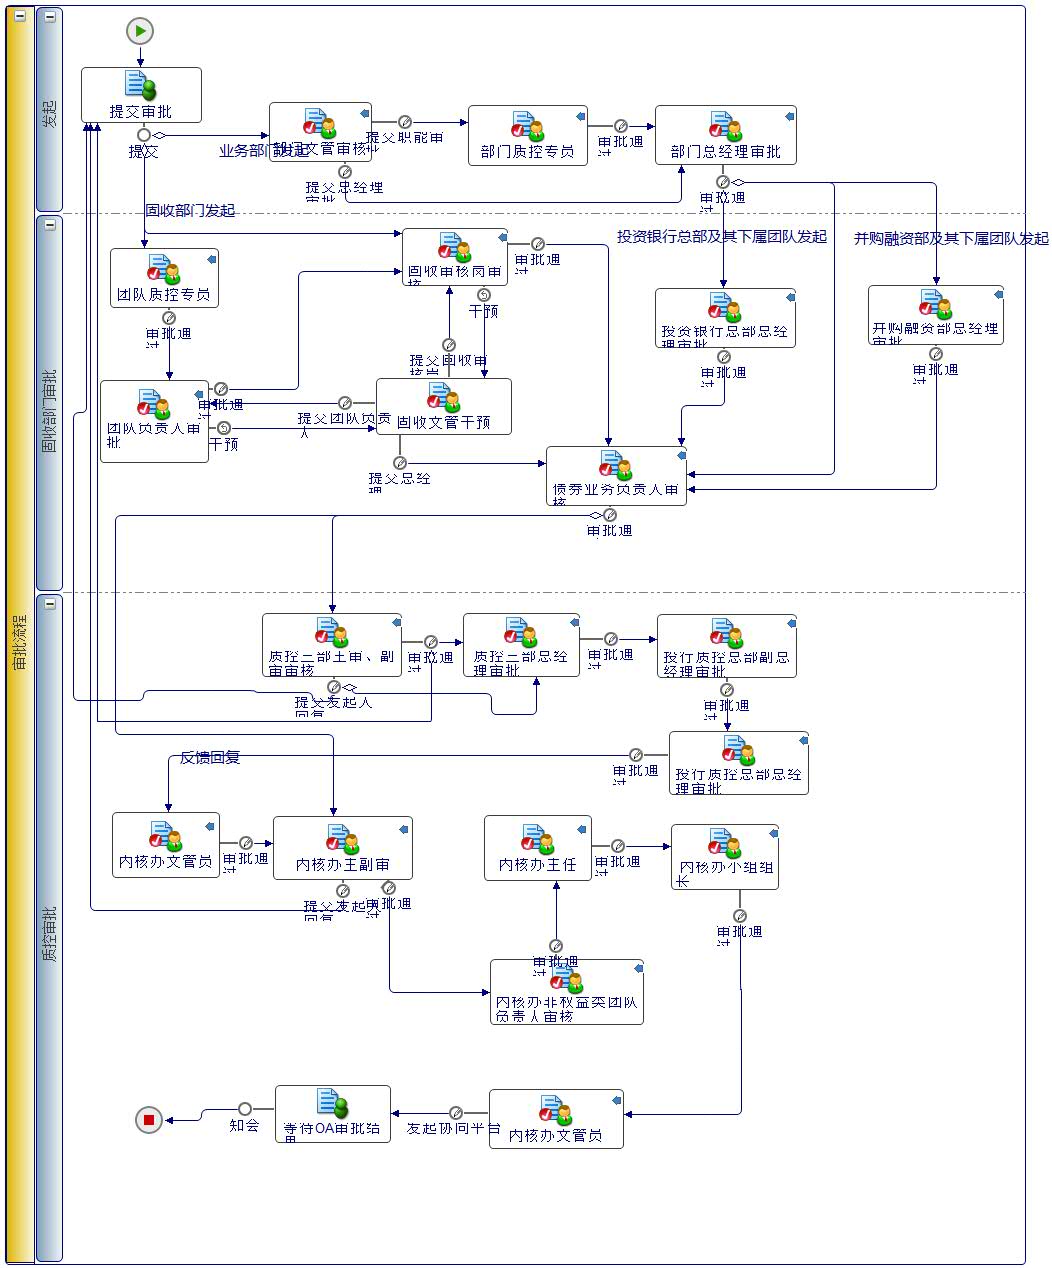 审批流程
发起
提交审批
提交
业务部门发起
部门文管审核
提交职能审
批
部门质控专员
审批通
过
部门总经理审批
提交总经理
审批
审批通
过
固收部门发起
投资银行总部及其下属团队发起
并购融资部及其下属团队发起
固收部门审批
团队质控专员
审批通
过
固收审核岗审
核
审批通
过
干预
投资银行总部总经
理审批
审批通
过
并购融资部总经理
审批
审批通
过
提交固收审
核岗
团队负责人审
批
审批通
过
干预
提交团队负责
人
固收文管干预
提交总经
理
债券业务负责人审
核
审批通
质控审批
质控二部主审、副
审审核
审批通
过
质控二部总经
理审批
审批通
过
投行质控总部副总
经理审批
提交发起人
回复
审批通
过
反馈回复
审批通
过
投行质控总部总经
理审批
内核办文管员
审批通
过
内核办主副审
提交发起人
回复
审批通
过
内核办主任
审批通
过
内核办小组组
长
审批通
过
审批通
过
内核办非权益类团队
负责人审核
知会
等待OA审批结
果
发起协同平台
内核办文管员